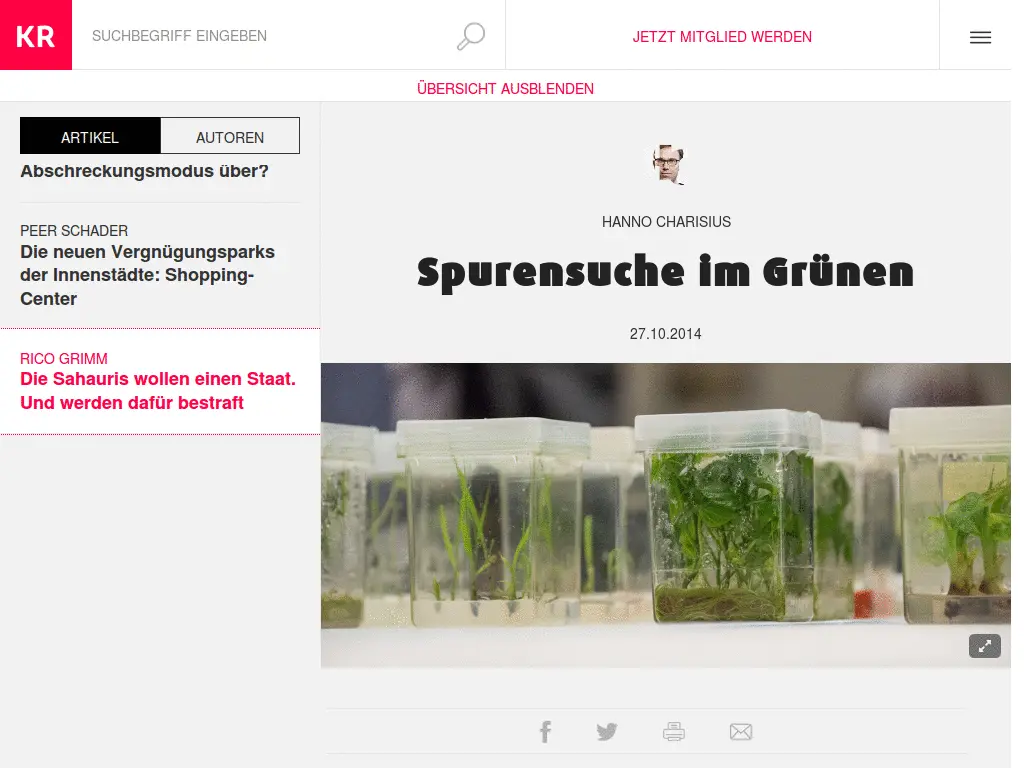 KR
SUCHBEGRIFF EINGEBEN
JETZT MITGLIED WERDEN
ÜBERSICHT AUSBLENDEN
ARTIKEL
AUTOREN
Abschreckungsmodus über?
PEER SCHADER
Die neuen Vergnügungsparks
der Innenstädte: Shopping-
Center
RICO GRIMM
Die Sahauris wollen einen Staat.
Und werden dafür bestraft
HANNO CHARISIUS
Spurensuche im Grünen
27.10.2014